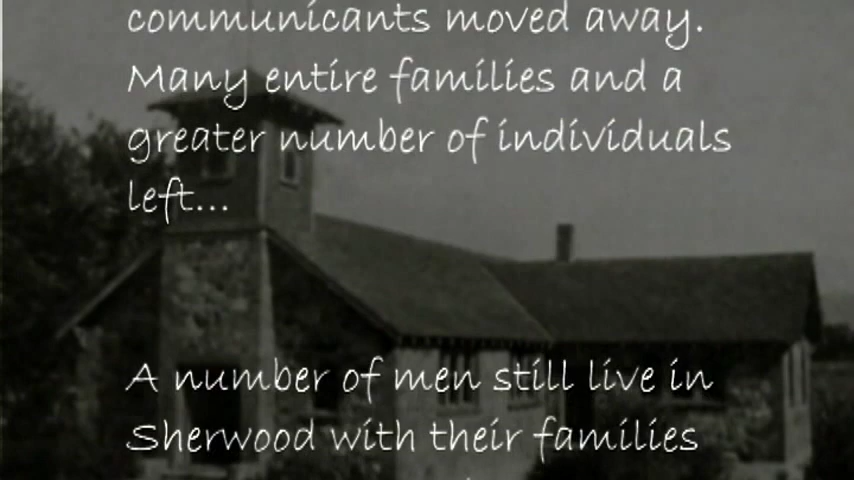 communicants moved away.
Many entire families and a
greater number of individuals
left...
A number of men still live in
Sherwood with their families